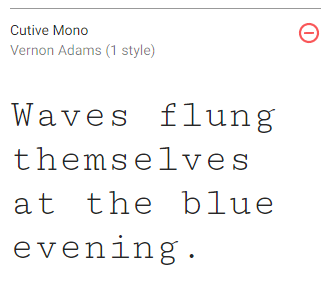 Cutive Mono
Vernon Adams (1 style)
Waves flung
themselves
at the blue
evening.